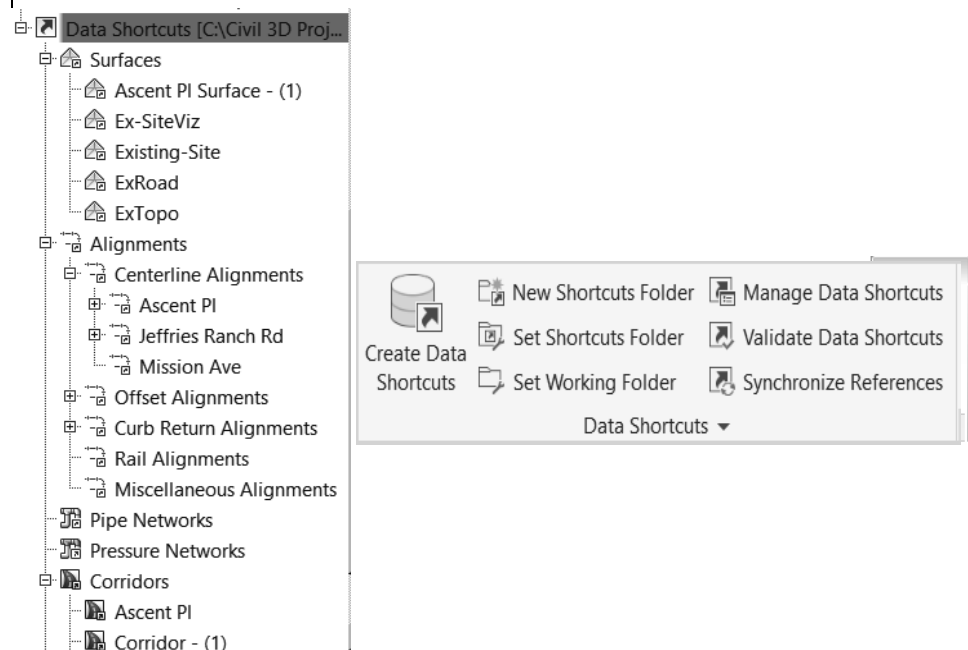 Data Shortcuts [C:\Civil 3D Proj...
Surfaces
Ascent Pl Surface - (1)
Ex-SiteViz
Existing-Site
ExRoad
ExTopo
Alignments
Centerline Alignments
Ascent Pl
Jeffries Ranch Rd
Mission Ave
Offset Alignments
Curb Return Alignments
Rail Alignments
Miscellaneous Alignments
Pipe Networks
Pressure Networks
Corridors
Ascent Pl
Corridor - (1)
Create Data
Shortcuts
New Shortcuts Folder
Set Shortcuts Folder
Set Working Folder
Manage Data Shortcuts
Validate Data Shortcuts
Synchronize References
Data Shortcuts